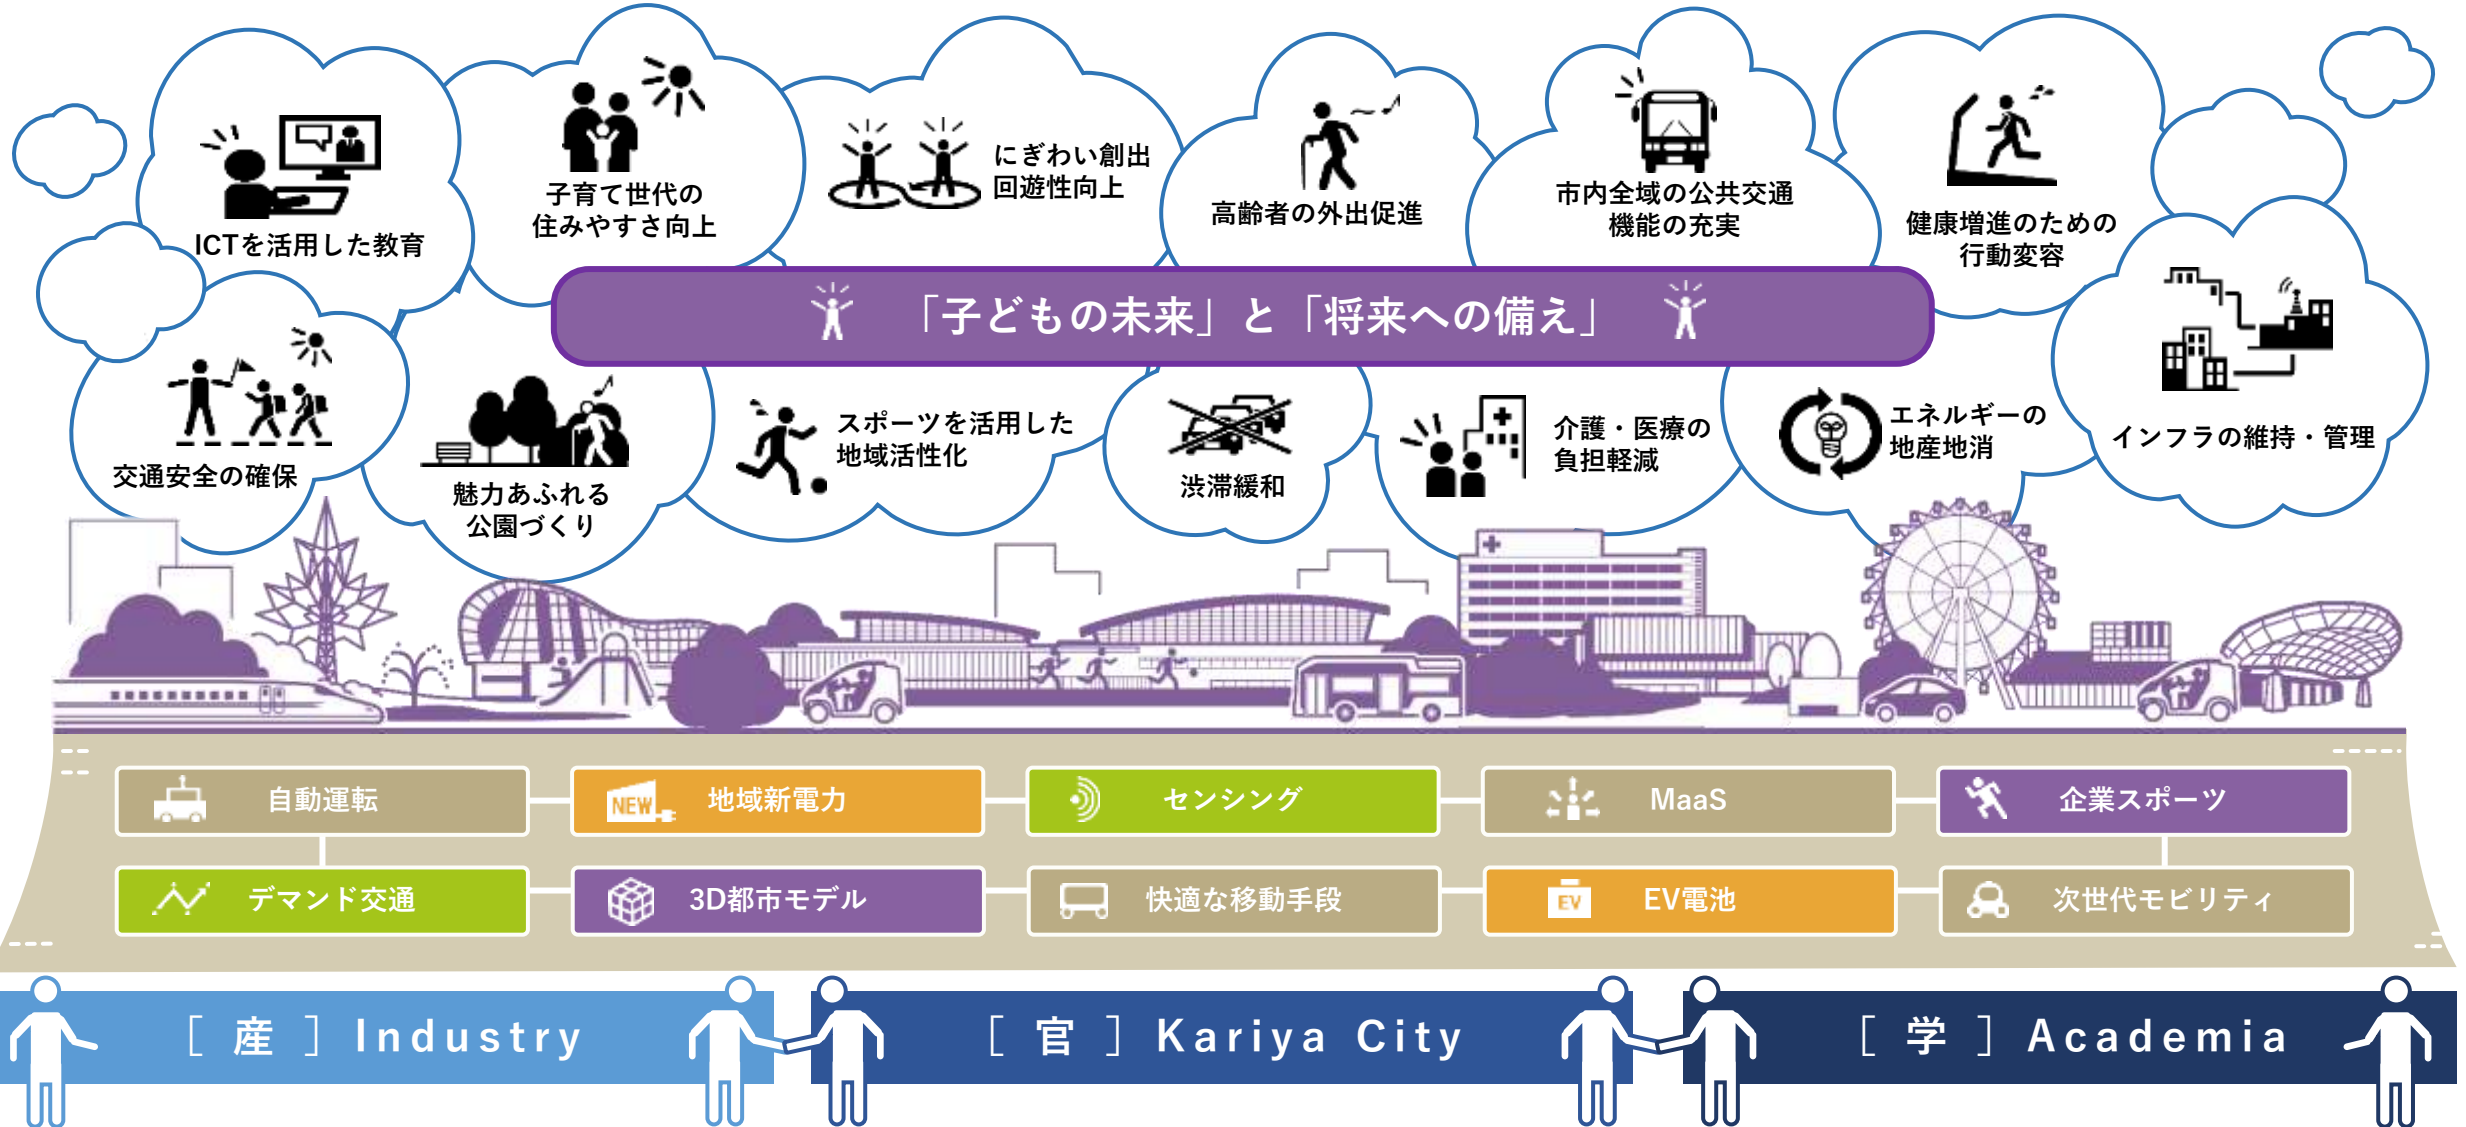 ICTを活用した教育
子育て世代の
住みやすさ向上
にぎわい創出
回遊性向上
高齢者の外出促進
市内全域の公共交通
機能の充実
健康増進のための
行動変容
「子どもの未来」と「将来への備え」
交通安全の確保
魅力あふれる
公園づくり
スポーツを活用した
地域活性化
渋滞緩和
介護・医療の
負担軽減
エネルギーの
地産地消
インフラの維持・管理
自動運転
NEW
地域新電力
センシング
MaaS
企業スポーツ
デマンド交通
3D都市モデル
快適な移動手段
EV
EV電池
次世代モビリティ
［ 産 ］Industry
［ 官 ］Kariya City
［ 学 ］Academia